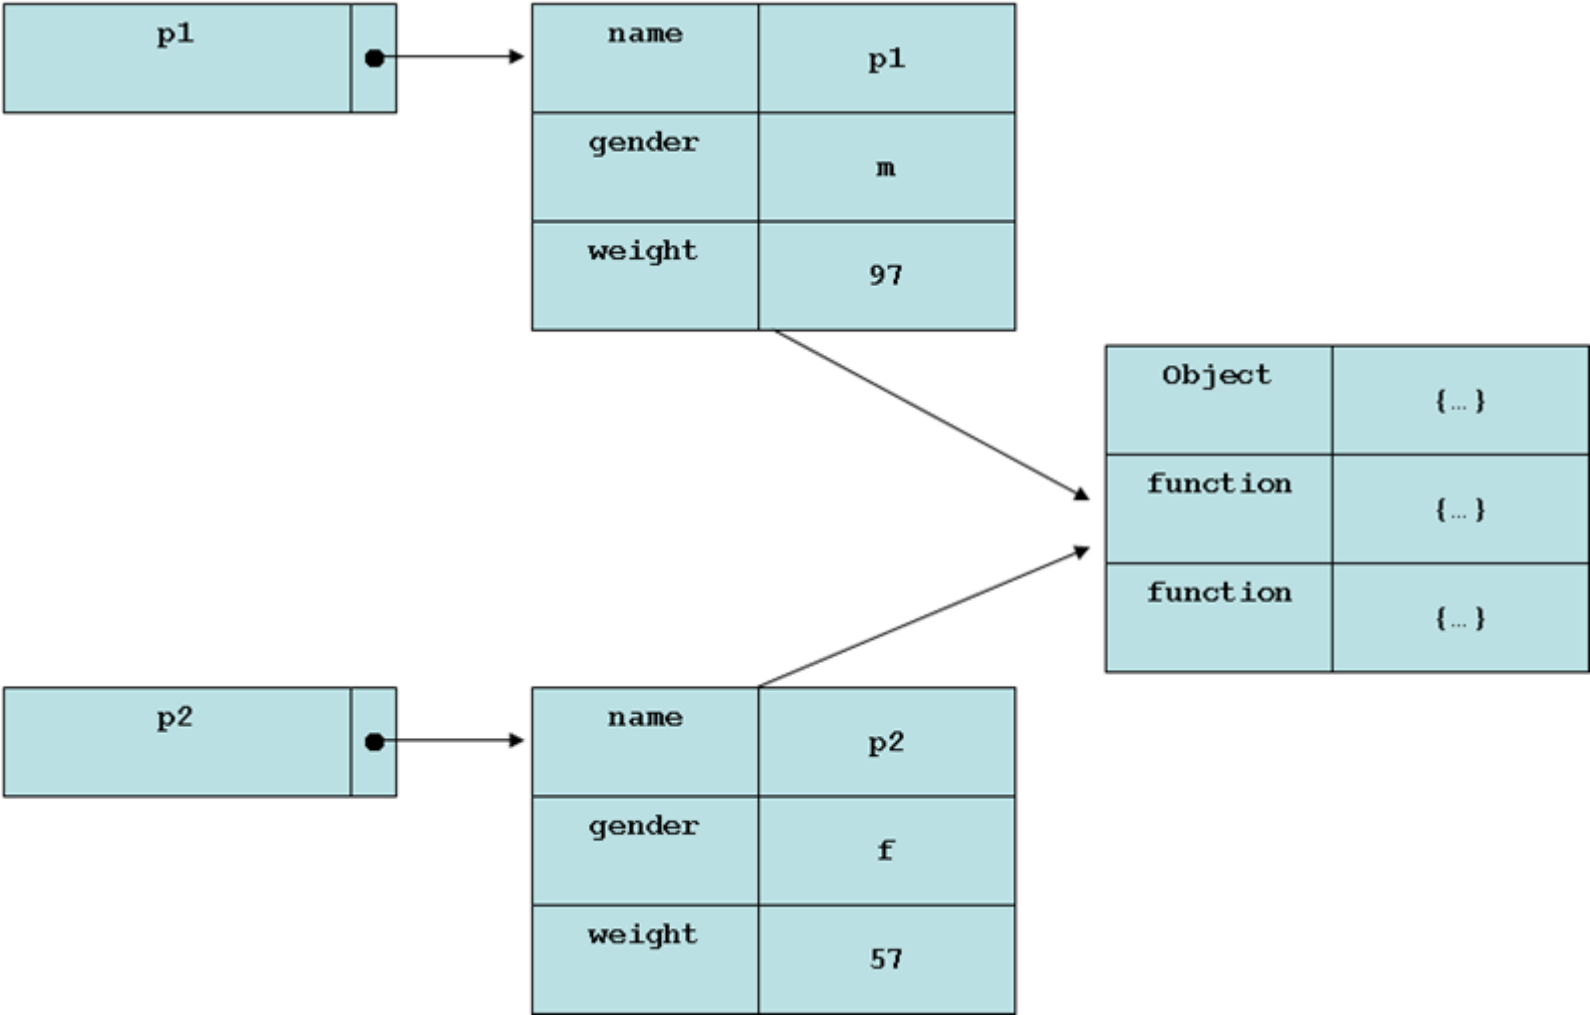 p1
name
p1
gender
m
weight
97
Object
{…}
function
{…}
function
{…}
p2
name
p2
gender
f
weight
57